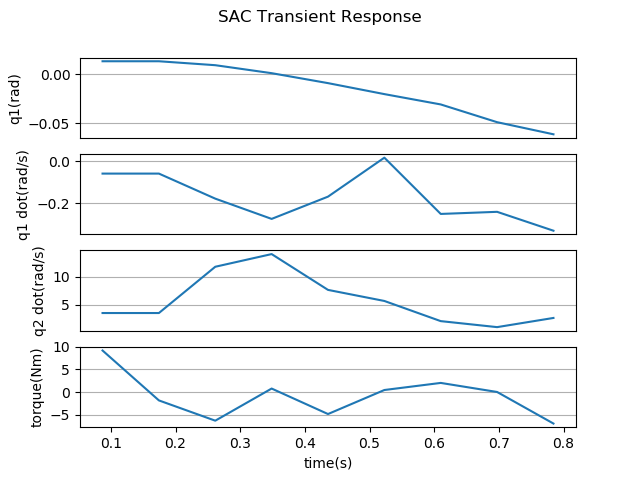 SAC Transient Response
q1(rad)
0.00
−0.05
q1 dot(rad/s)
0.0
−0.2
q2 dot(rad/s)
10
5
torque(Nm)
10
5
0
−5
0.1 0.2 0.3 0.4 0.5 0.6 0.7 0.8
time(s)